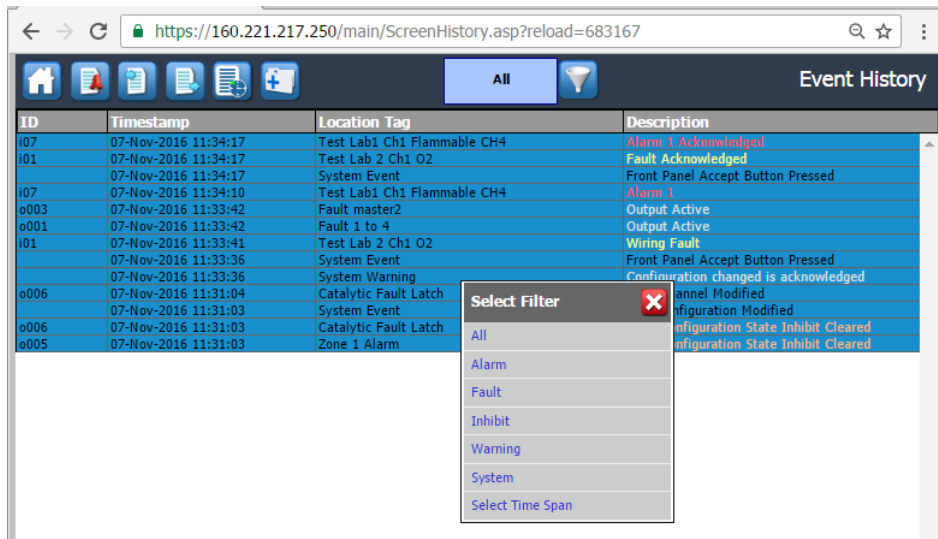 https://160.221.217.250/main/ScreenHistory.asp?reload=683167
All Event History
ID Timestamp Location Tag Description
i07 07-Nov-2016 11:34:17 Test Lab1 Ch1 Flammable CH4 Alarm 1 Acknowledged
i01 07-Nov-2016 11:34:17 Test Lab 2 Ch1 O2 Fault Acknowledged
07-Nov-2016 11:34:17 System Event Front Panel Accept Button Pressed
i07 07-Nov-2016 11:34:10 Test Lab1 Ch1 Flammable CH4 Alarm 1
o003 07-Nov-2016 11:33:42 Fault master2 Output Active
o001 07-Nov-2016 11:33:42 Fault 1 to 4 Output Active
i01 07-Nov-2016 11:33:41 Test Lab 2 Ch1 O2 Wiring Fault
07-Nov-2016 11:33:36 System Event Front Panel Accept Button Pressed
07-Nov-2016 11:33:36 System Warning Configuration changed is acknowledged
o006 07-Nov-2016 11:31:04 Catalytic Fault Latch annel Modified
07-Nov-2016 11:31:03 System Event nfiguration Modified
o006 07-Nov-2016 11:31:03 Catalytic Fault Latch nfiguration State Inhibit Cleared
o005 07-Nov-2016 11:31:03 Zone 1 Alarm nfiguration State Inhibit Cleared
Select Filter
All
Alarm
Fault
Inhibit
Warning
System
Select Time Span